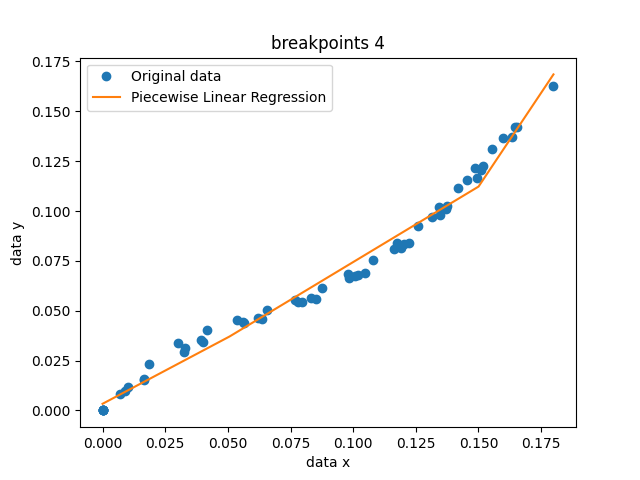 breakpoints 4
Original data
Piecewise Linear Regression
0.175
0.150
0.125
0.100
0.075
0.050
0.025
0.000
data y
0.000 0.025 0.050 0.075 0.100 0.125 0.150 0.175
data x